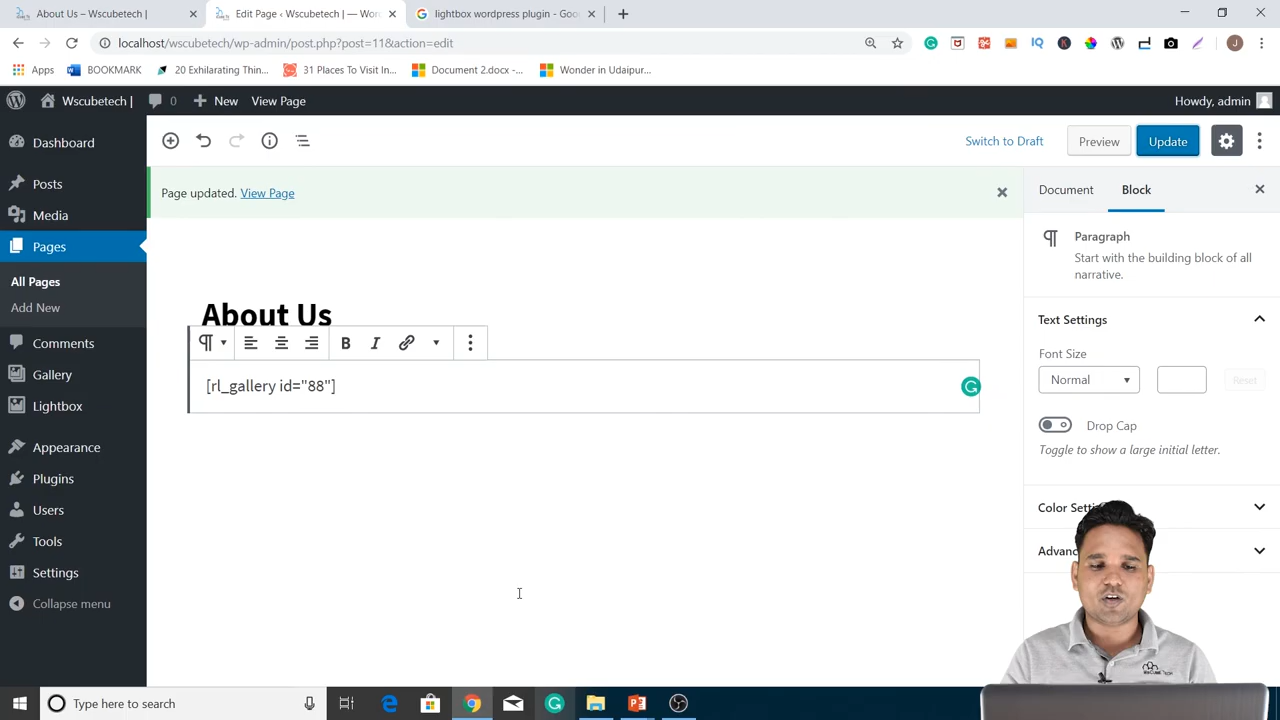 About Us – Wscubetech |
Edit Page ‹ Wscubetech | — Wor
lightbox wordpress plugin - Goo
localhost/wscubetech/wp-admin/post.php?post=11&action=edit
Apps
BOOKMARK
20 Exhilarating Thin...
31 Places To Visit In...
Document 2.docx -...
Wonder in Udaipur...
Wscubetech |
0
New
View Page
Howdy, admin
Dashboard
Posts
Media
Pages
All Pages
Add New
Comments
Gallery
Lightbox
Appearance
Plugins
Users
Tools
Settings
Collapse menu
Switch to Draft
Preview
Update
Page updated. View Page
About Us
B I
[rl_gallery id="88"]
Document
Block
Paragraph
Start with the building block of all
narrative.
Text Settings
Font Size
Normal
Reset
Drop Cap
Toggle to show a large initial letter.
Color Setti
Advan
WsCube Tech
Type here to search